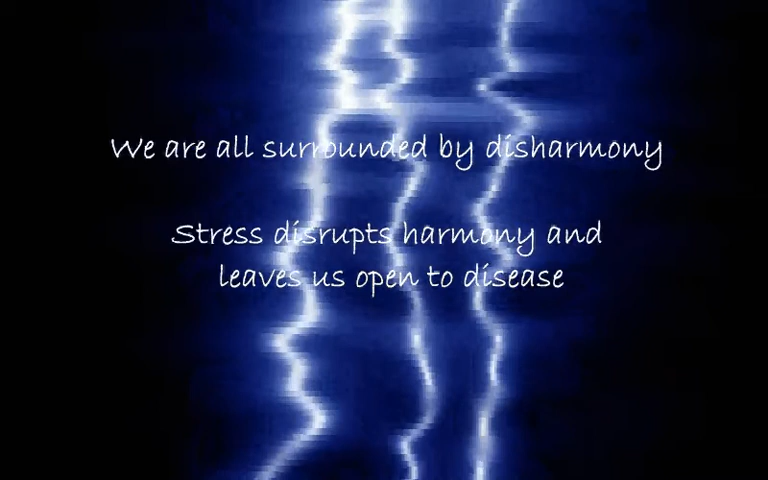 We are all surrounded by disharmony
Stress disrupts harmony and
leaves us open to disease